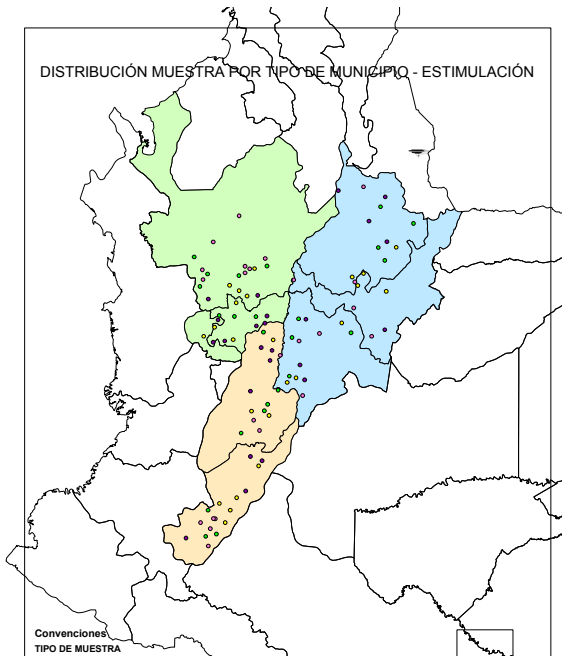 DISTRIBUCIÓN MUESTRA POR TIPO DE MUNICIPIO - ESTIMULACIÓN
Convenciones
TIPO DE MUESTRA